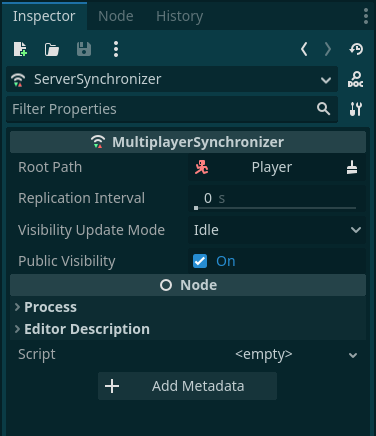 Inspector Node History
ServerSynchronizer
DOC
Filter Properties
MultiplayerSynchronizer
Root Path Player
Replication Interval 0 s
Visibility Update Mode Idle
Public Visibility On
Node
Process
Editor Description
Script <empty>
Add Metadata